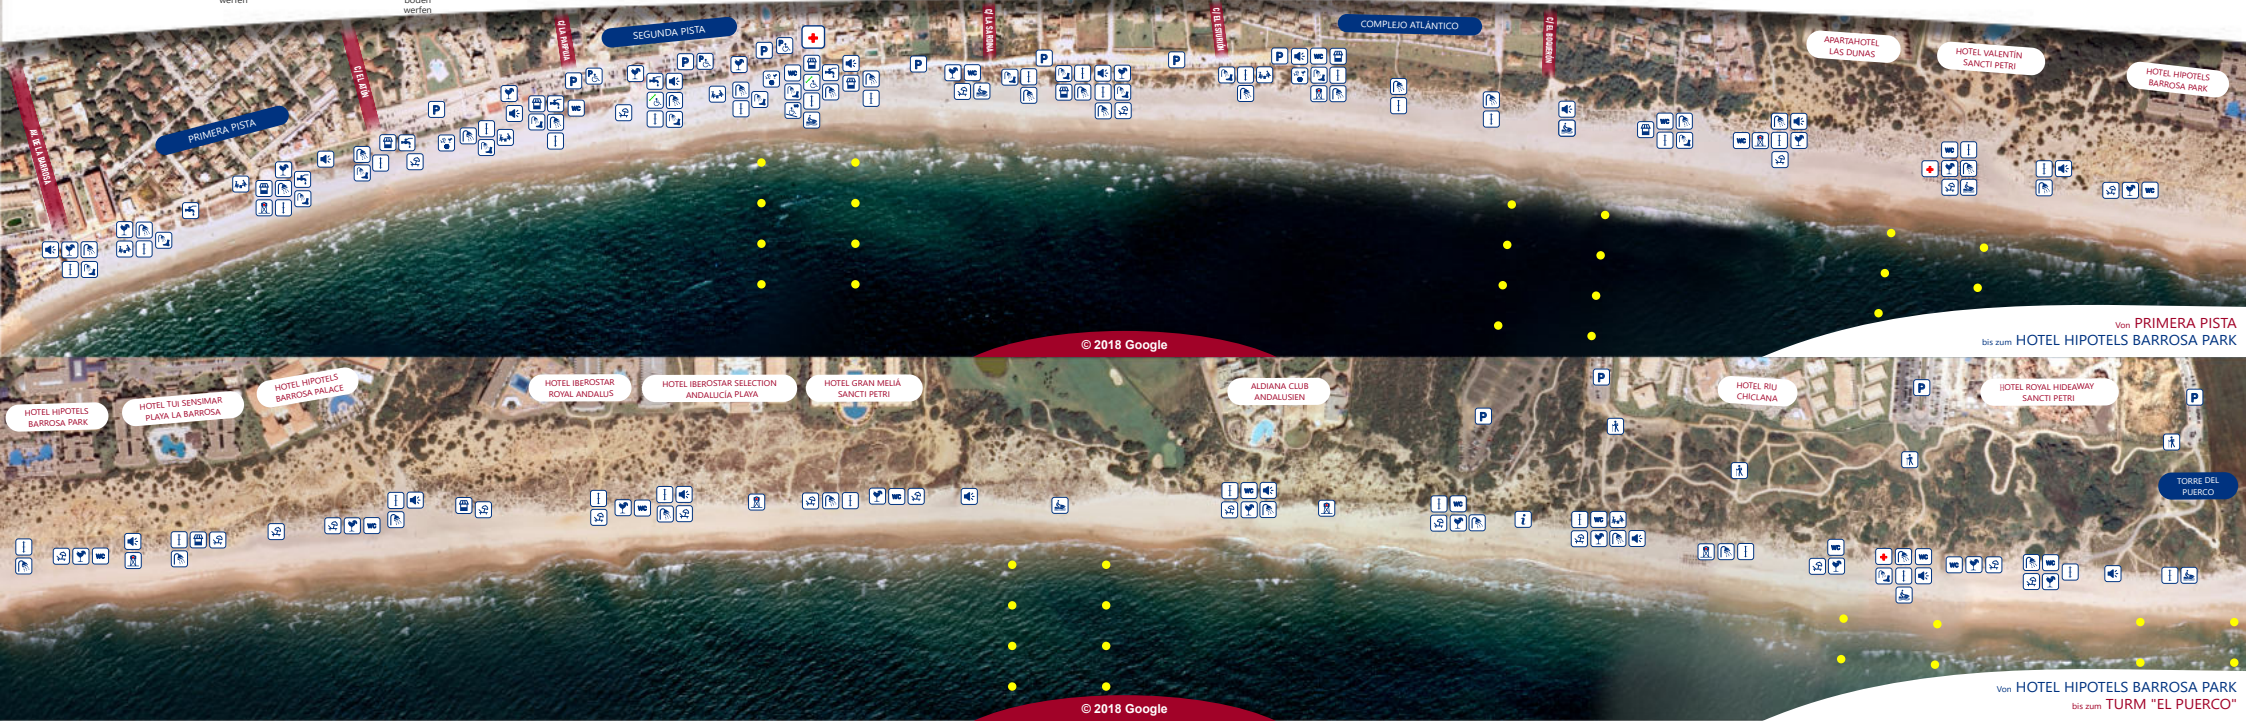 werfen
boden
werfen
AV. DE LA BARROSA
PRIMERA PISTA
C/ EL ATÚN
C/ LA PARPUJA
SEGUNDA PISTA
C/ LA SARDINA
C/ EL ESTURIÓN
COMPLEJO ATLÁNTICO
C/ EL BOQUERÓN
APARTAHOTEL
LAS DUNAS
HOTEL VALENTÍN
SANCTI PETRI
HOTEL HIPOTELS
BARROSA PARK
© 2018 Google
Von PRIMERA PISTA
bis zum HOTEL HIPOTELS BARROSA PARK
HOTEL HIPOTELS
BARROSA PARK
HOTEL TUI SENSIMAR
PLAYA LA BARROSA
HOTEL HIPOTELS
BARROSA PALACE
HOTEL IBEROSTAR
ROYAL ANDALUS
HOTEL IBEROSTAR SELECTION
ANDALUCÍA PLAYA
HOTEL GRAN MELIÁ
SANCTI PETRI
ALDIANA CLUB
ANDALUSIEN
HOTEL RIU
CHICLANA
HOTEL ROYAL HIDEAWAY
SANCTI PETRI
TORRE DEL
PUERCO
© 2018 Google
Von HOTEL HIPOTELS BARROSA PARK
bis zum TURM "EL PUERCO"